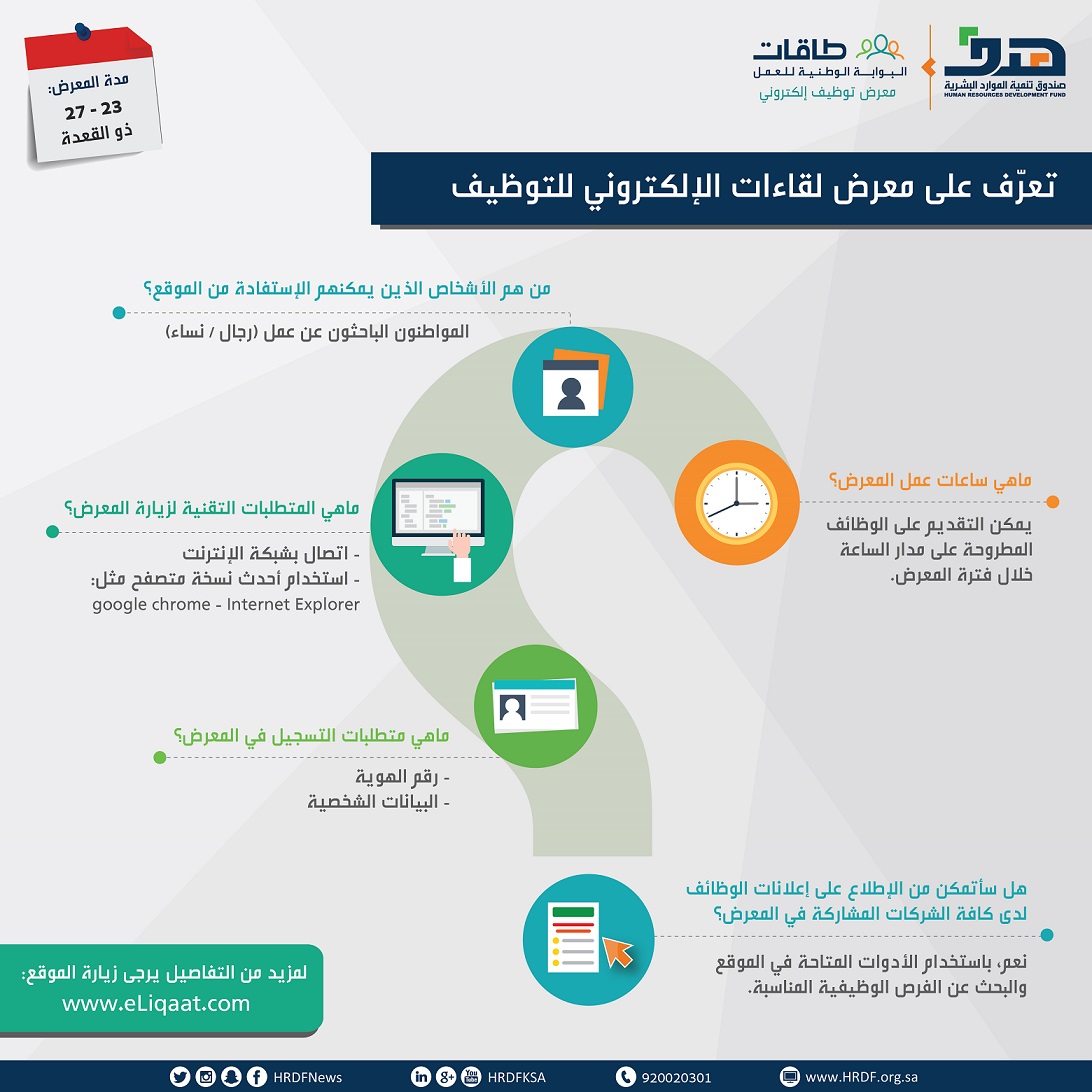 هدف
صندوق تنمية الموارد البشرية
HUMAN RESOURCES DEVELOPMENT FUND
طاقات
البوابة الوطنية للعمل
معرض توظيف إلكتروني
مدة المعرض:
23 - 27
ذو القعدة
تعرّف على معرض لقاءات الإلكتروني للتوظيف
من هم الأشخاص الذين يمكنهم الإستفادة من الموقع؟
المواطنون الباحثون عن عمل (رجال / نساء)
ماهي ساعات عمل المعرض؟
يمكن التقديم على الوظائف
المطروحة على مدار الساعة
خلال فترة المعرض.
ماهي المتطلبات التقنية لزيارة المعرض؟
- اتصال بشبكة الإنترنت
- استخدام أحدث نسخة متصفح مثل:
google chrome - Internet Explorer
ماهي متطلبات التسجيل في المعرض؟
- رقم الهوية
- البيانات الشخصية
هل سأتمكن من الإطلاع على إعلانات الوظائف
لدى كافة الشركات المشاركة في المعرض؟
نعم، باستخدام الأدوات المتاحة في الموقع
والبحث عن الفرص الوظيفية المناسبة.
لمزيد من التفاصيل يرجى زيارة الموقع:
www.eLiqaat.com
HRDFNews
You Tube
HRDFKSA
920020301
www.HRDF.org.sa